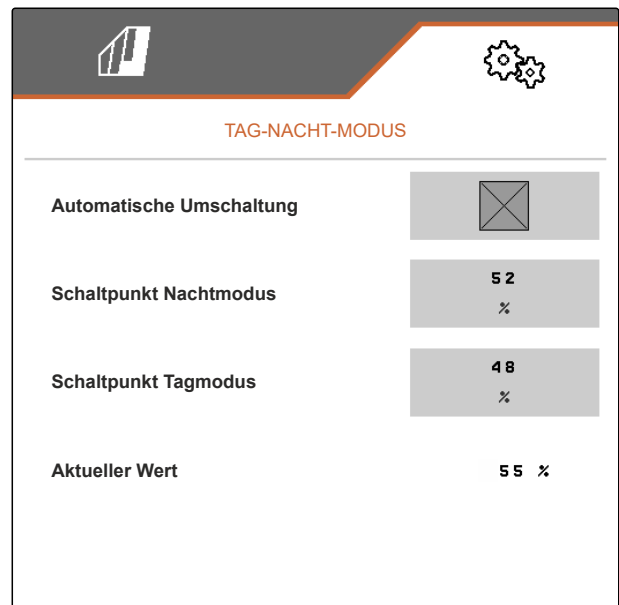 TAG-NACHT-MODUS
Automatische Umschaltung
52
%
Schaltpunkt Nachtmodus
48
%
Schaltpunkt Tagmodus
Aktueller Wert 55 %